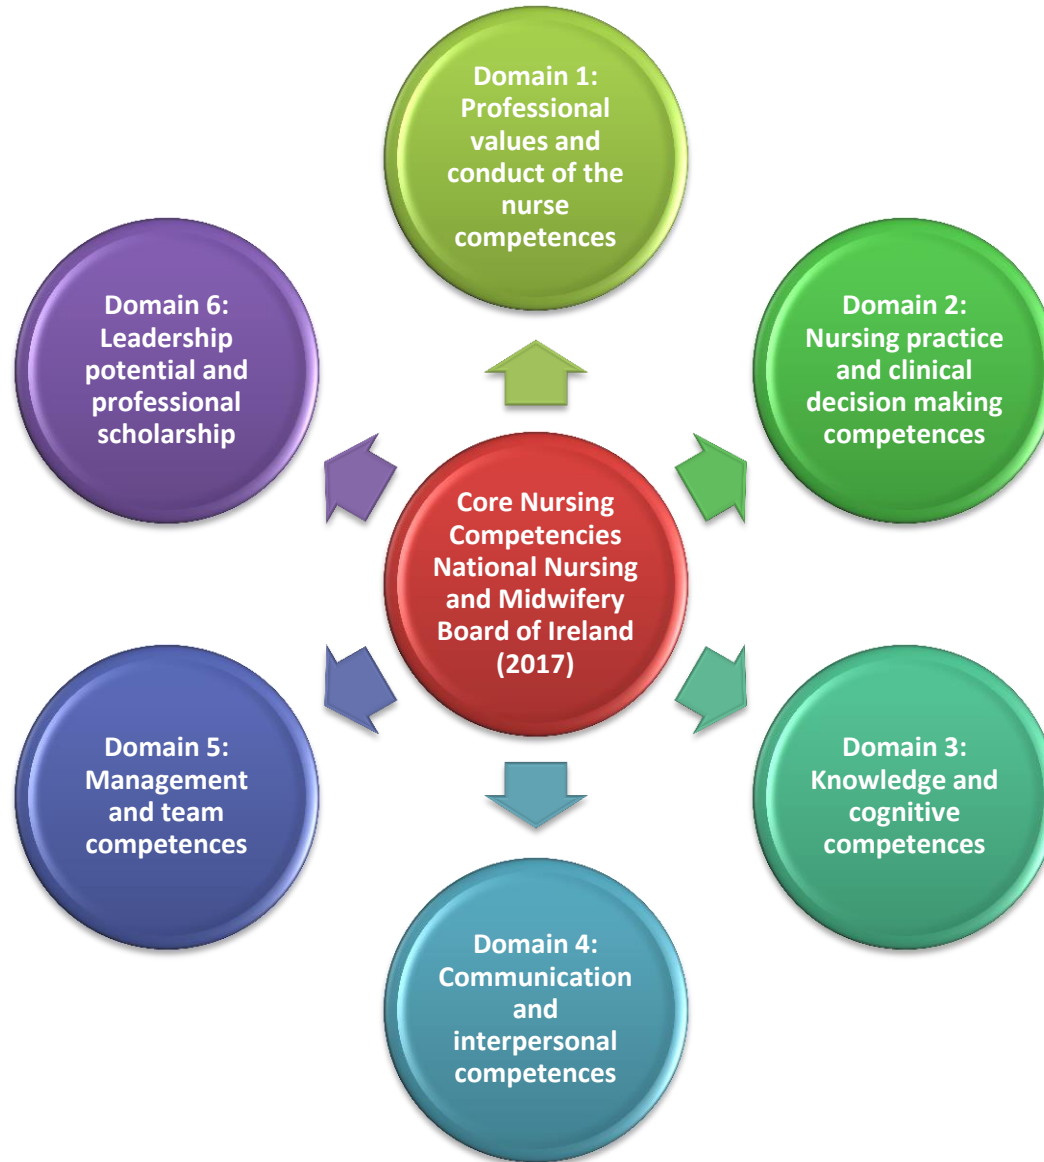 Domain 1:
Professional
values and
conduct of the
nurse
competences
Domain 2:
Nursing practice
and clinical
decision making
competences
Domain 3:
Knowledge and
cognitive
competences
Domain 4:
Communication
and
interpersonal
competences
Domain 5:
Management
and team
competences
Domain 6:
Leadership
potential and
professional
scholarship
Core Nursing
Competencies
National Nursing
and Midwifery
Board of Ireland
(2017)